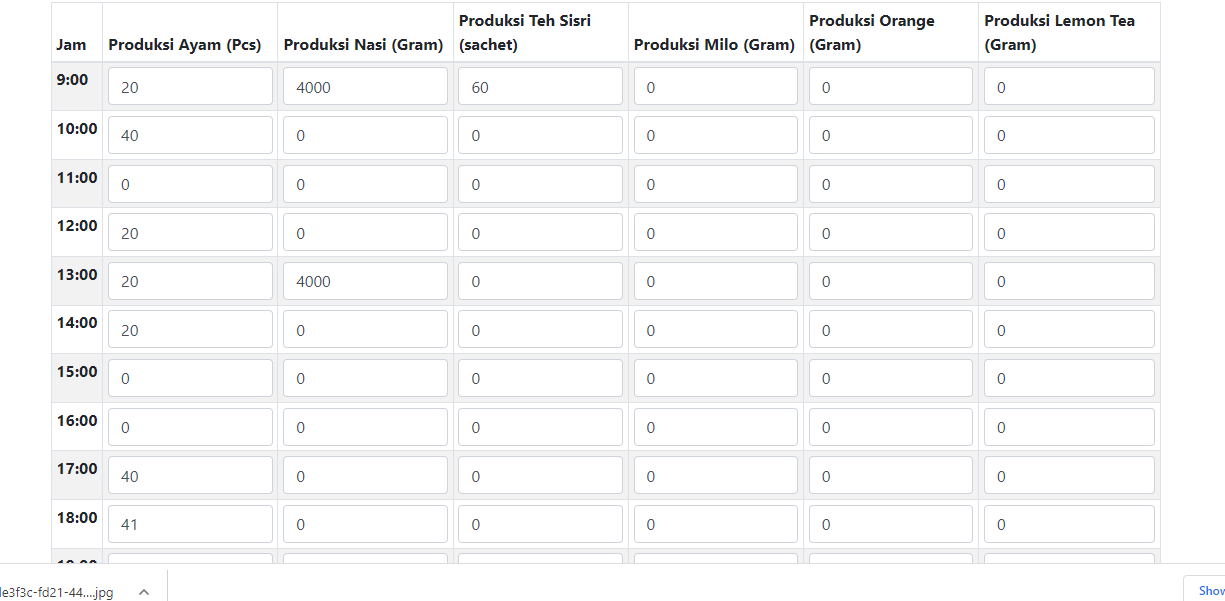 Jam Produksi Ayam (Pcs) Produksi Nasi (Gram) Produksi Teh Sisri (sachet) Produksi Milo (Gram) Produksi Orange (Gram) Produksi Lemon Tea (Gram)
9:00 20 4000 60 0 0 0
10:00 40 0 0 0 0 0
11:00 0 0 0 0 0 0
12:00 20 0 0 0 0 0
13:00 20 4000 0 0 0 0
14:00 20 0 0 0 0 0
15:00 0 0 0 0 0 0
16:00 0 0 0 0 0 0
17:00 40 0 0 0 0 0
18:00 41 0 0 0 0 0
e3f3c-fd21-44....jpg Show